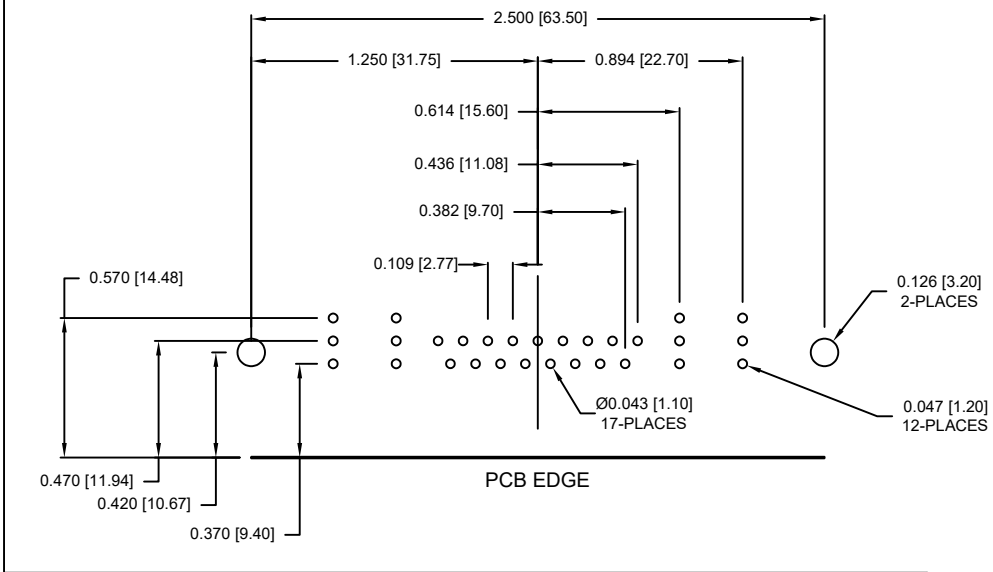 2.500 [63.50]
1.250 [31.75]
0.894 [22.70]
0.614 [15.60]
0.436 [11.08]
0.382 [9.70]
0.109 [2.77]
0.570 [14.48]
0.126 [3.20]
2-PLACES
Ø0.043 [1.10]
17-PLACES
0.047 [1.20]
12-PLACES
0.470 [11.94]
0.420 [10.67]
0.370 [9.40]
PCB EDGE